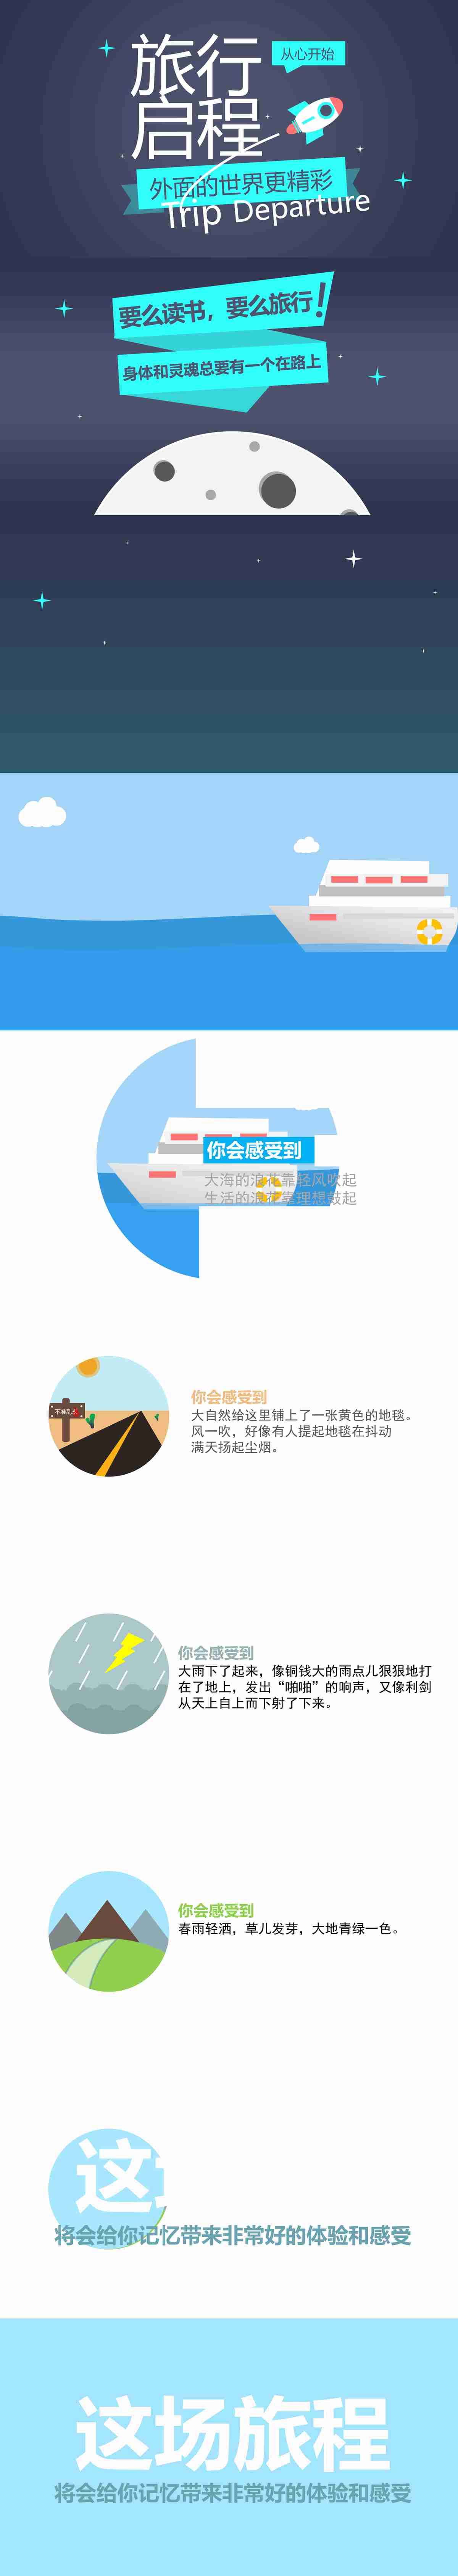 旅行
从心开始
启程
外面的世界更精彩
Trip Departure
要么读书，要么旅行！
身体和灵魂总要有一个在路上
你会感受到
大海的浪花靠轻风吹起
生活的浪花靠理想鼓起
你会感受到
大自然给这里铺上了一张黄色的地毯。
风一吹，好像有人提起地毯在抖动
满天扬起尘烟。
你会感受到
大雨下了起来，像铜钱大的雨点儿狠狠地打
在了地上，发出“啪啪”的响声，又像利剑
从天上自上而下射了下来。
你会感受到
春雨轻洒，草儿发芽，大地青绿一色。
这
将会给你记忆带来非常好的体验和感受
这场旅程
将会给你记忆带来非常好的体验和感受